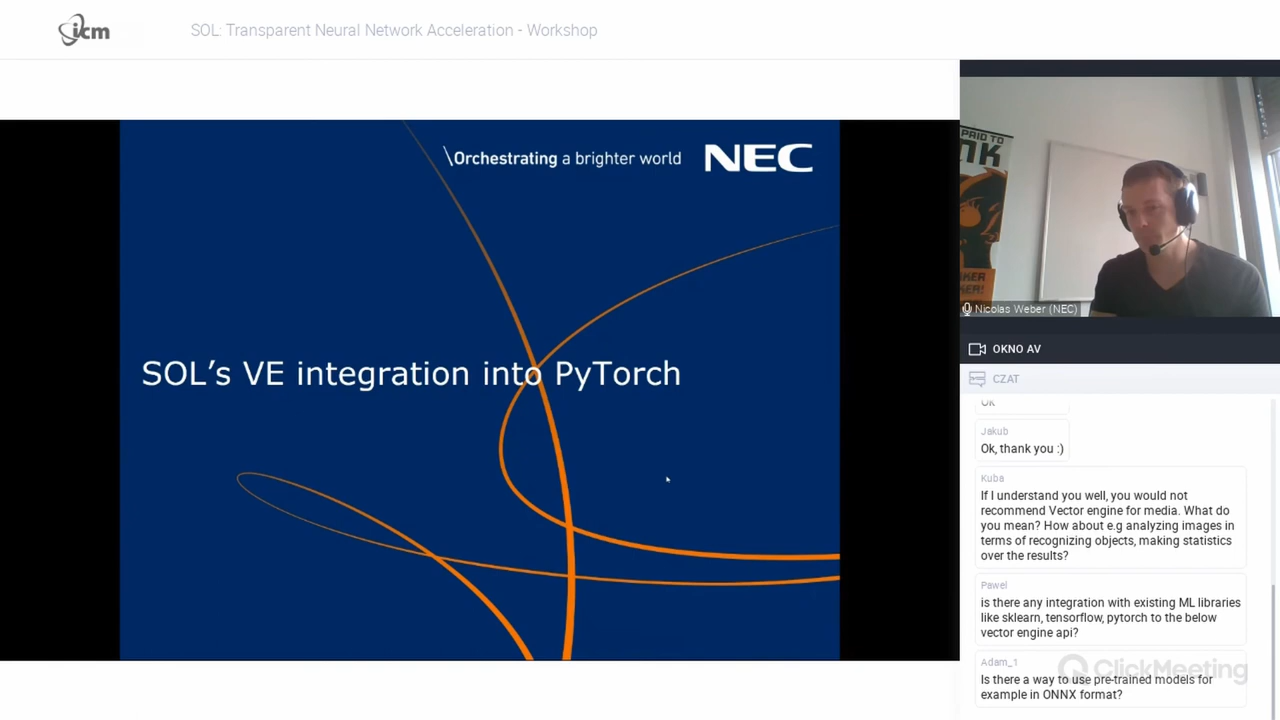 icm
SOL: Transparent Neural Network Acceleration - Workshop
\Orchestrating a brighter world
NEC
SOL’s VE integration into PyTorch
PAID TO
Nicolas Weber (NEC)
OKNO AV
CZAT
Ok
Jakub
Ok, thank you :)
Kuba
If I understand you well, you would not
recommend Vector engine for media. What do
you mean? How about e.g analyzing images in
terms of recognizing objects, making statistics
over the results?
Pawel
is there any integration with existing ML libraries
like sklearn, tensorflow, pytorch to the below
vector engine api?
Adam_1
Is there a way to use pre-trained models for
example in ONNX format?
ClickMeeting